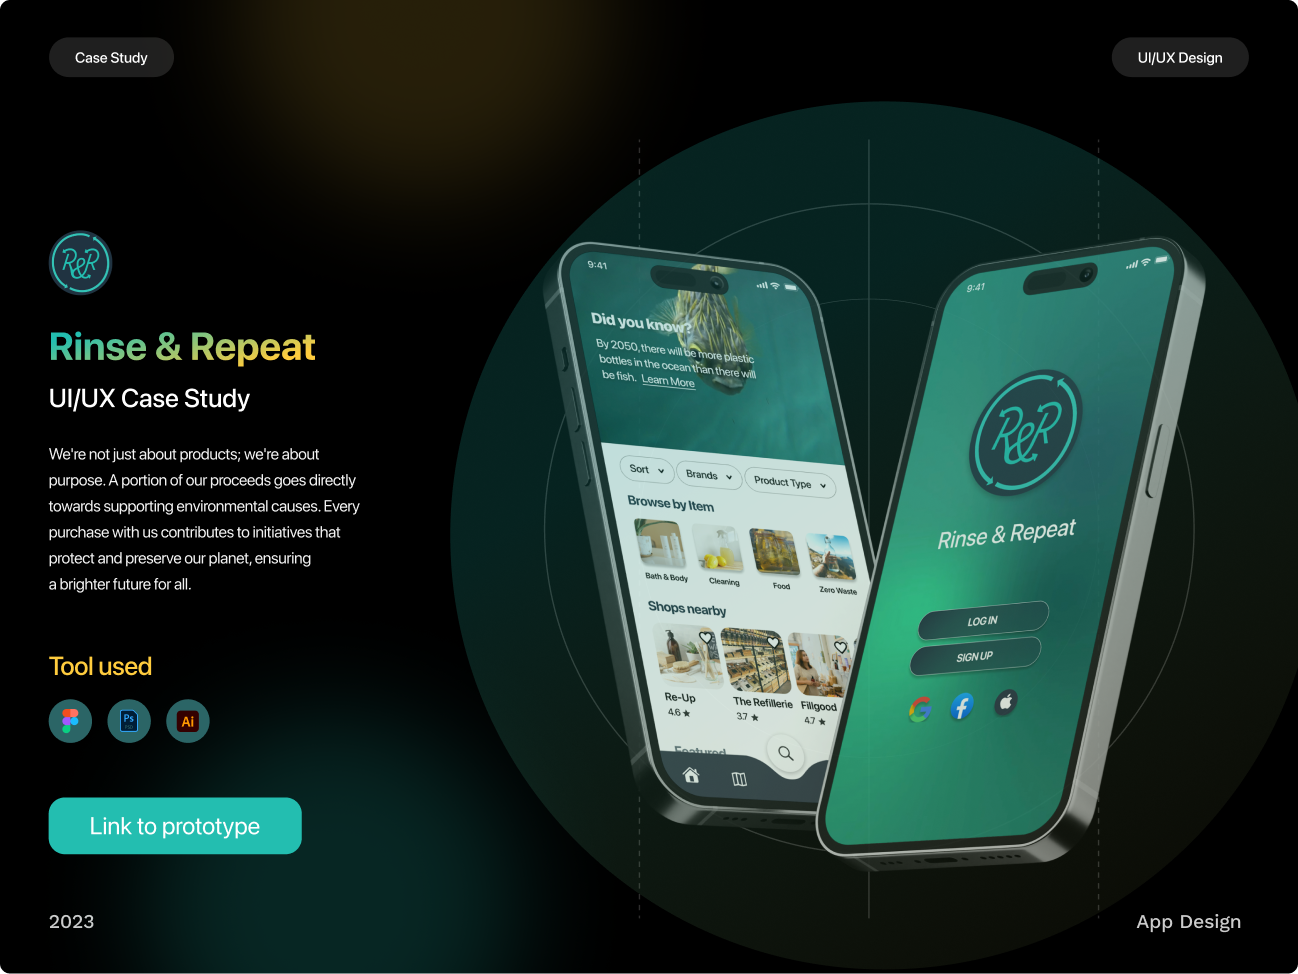 Case Study
UI/UX Design
R&R
Rinse & Repeat
UI/UX Case Study
We're not just about products; we're about
purpose. A portion of our proceeds goes directly
towards supporting environmental causes. Every
purchase with us contributes to initiatives that
protect and preserve our planet, ensuring
a brighter future for all.
Tool used
Ps
Ai
Link to prototype
2023
App Design
9:41
Did you know?
By 2050, there will be more plastic
bottles in the ocean than there will
be fish. Learn More
Sort
Brands
Product Type
Browse by Item
Bath & Body
Cleaning
Food
Zero Waste
Shops nearby
Re-Up
The Refillerie
Fillgood
4.6 ★
3.7 ★
4.7 ★
Featured
9:41
R&R
Rinse & Repeat
LOG IN
SIGN UP